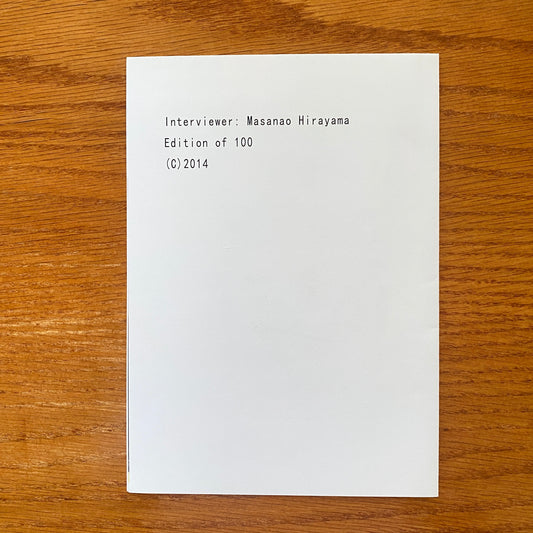 Interviewer: Masanao Hirayama
Edition of 100
(C)2014